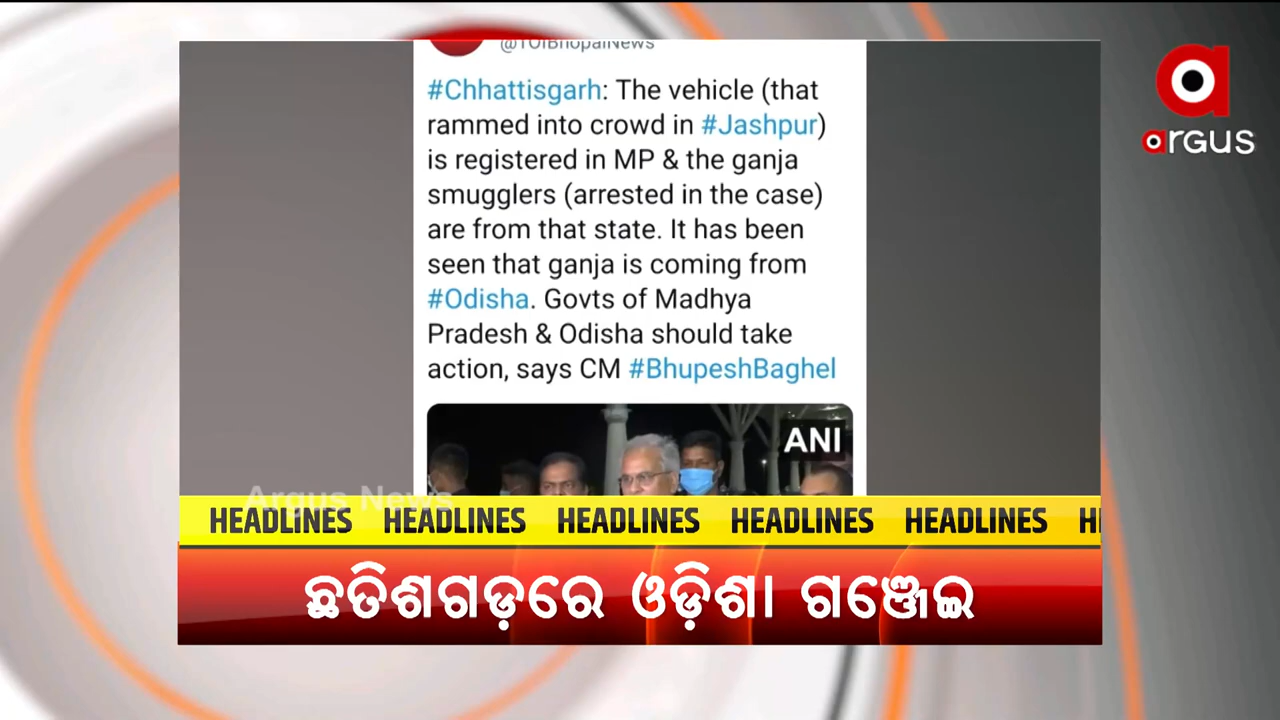 @TOIBhopalNews
#Chhattisgarh: The vehicle (that
rammed into crowd in #Jashpur)
is registered in MP & the ganja
smugglers (arrested in the case)
are from that state. It has been
seen that ganja is coming from
#Odisha. Govts of Madhya
Pradesh & Odisha should take
action, says CM #BhupeshBaghel
ANI
argus
Argus News
HEADLINES HEADLINES HEADLINES HEADLINES HEADLINES
ଛତିଶଗଡ଼ରେ ଓଡ଼ିଶା ଗଞ୍ଜେଇ